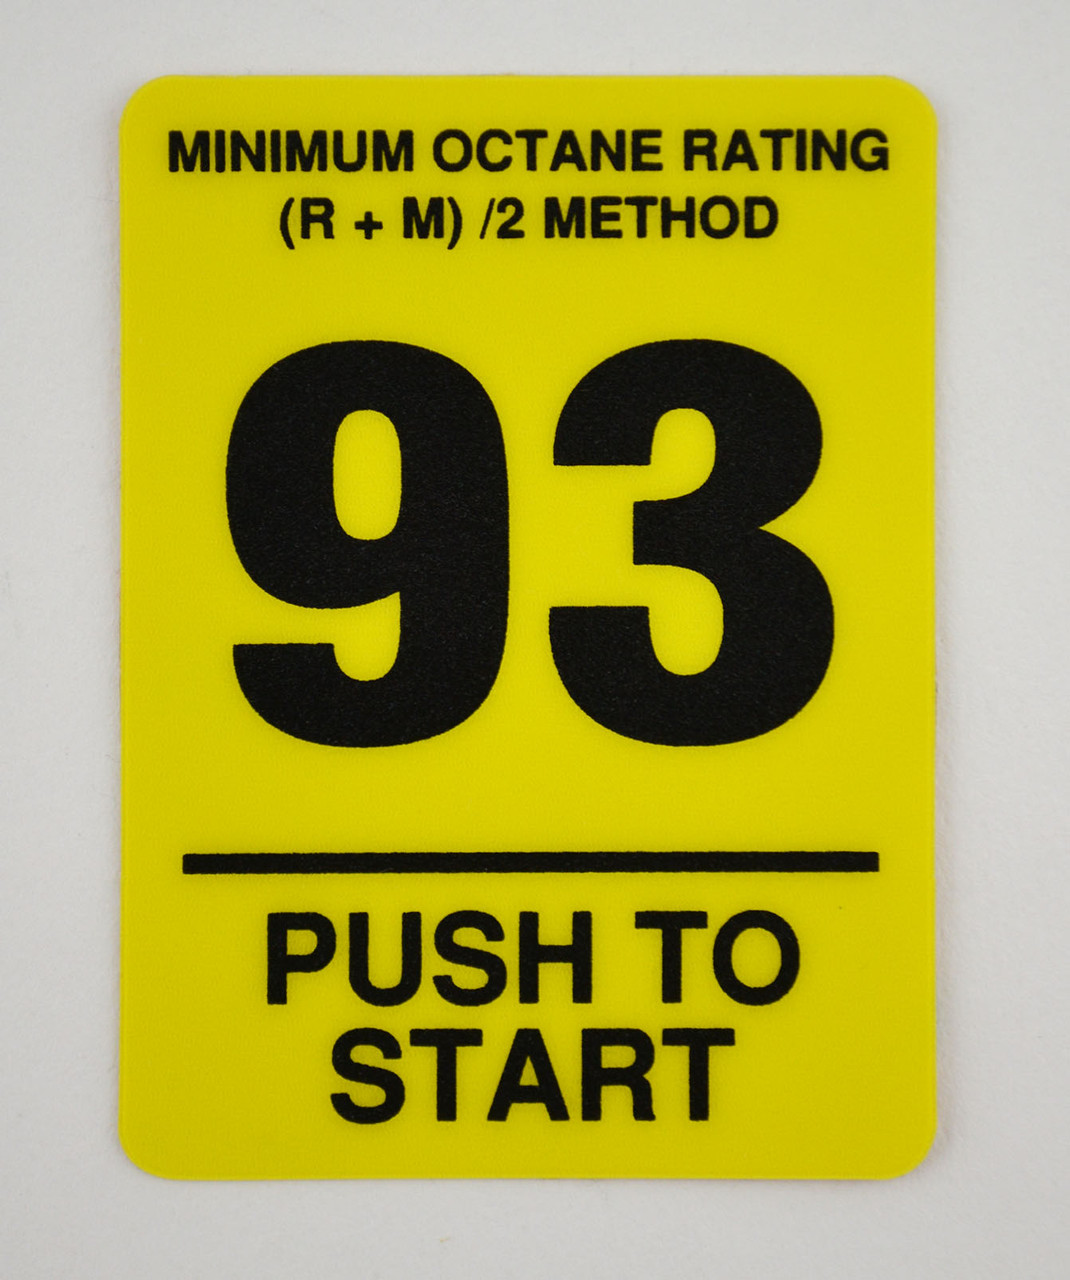 MINIMUM OCTANE RATING
(R + M) /2 METHOD
93
PUSH TO
START